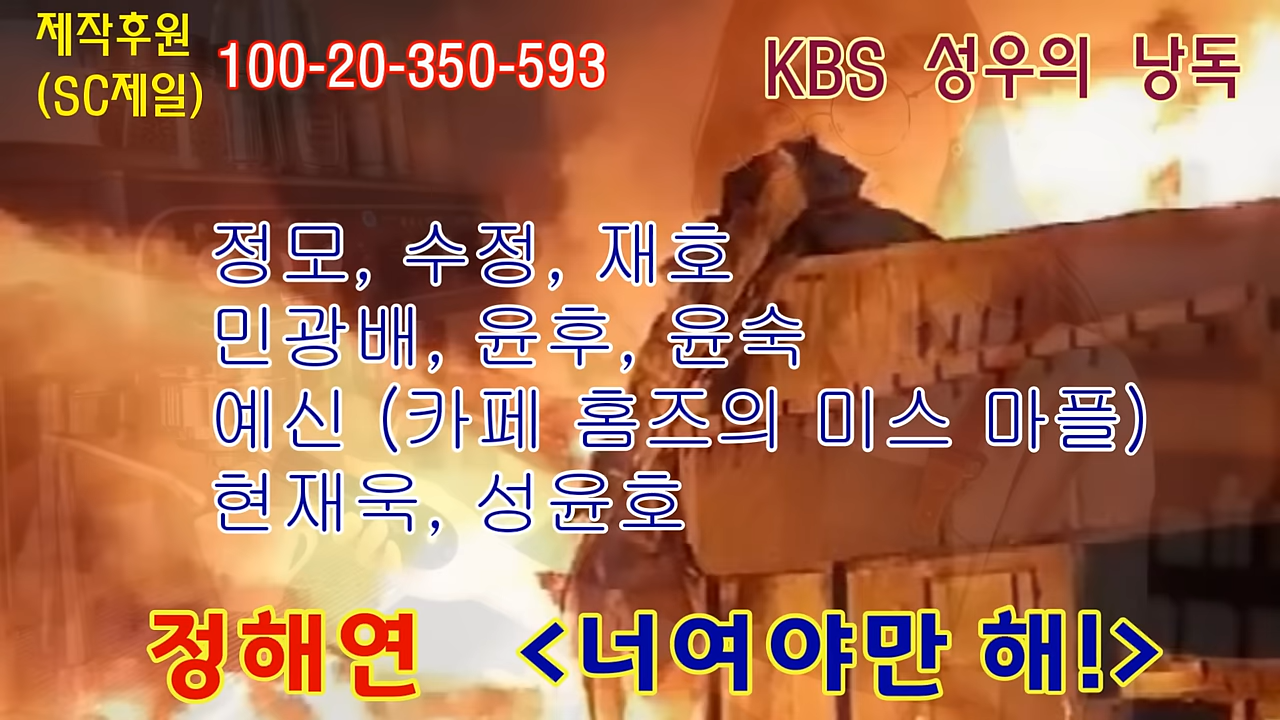 제작후원
(SC제일)
100-20-350-593
KBS 성우의 낭독
정모, 수정, 재호
민광배, 윤후, 윤숙
예신 (카페 홈즈의 미스 마플)
현재욱, 성윤호
정해연 <너여야만 해!>